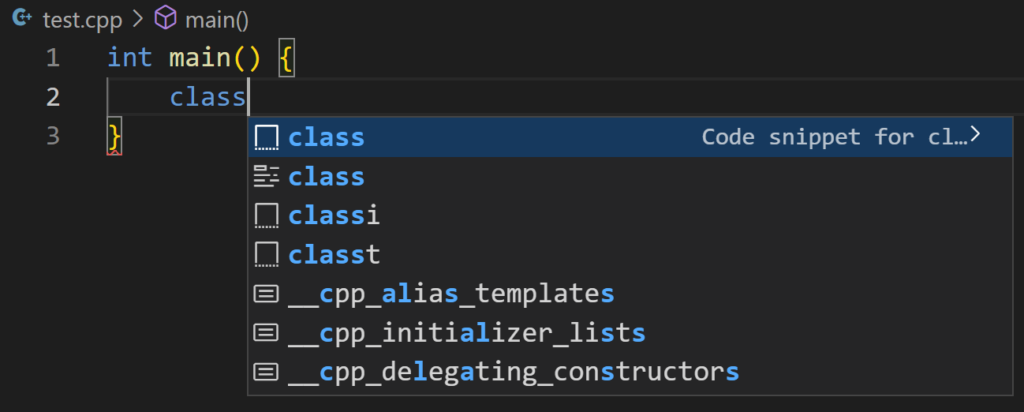 test.cpp > main()
1 int main() {
2 class
3 }
class Code snippet for cl…>
class
classi
classt
__cpp_alias_templates
__cpp_initializer_lists
__cpp_delegating_constructors